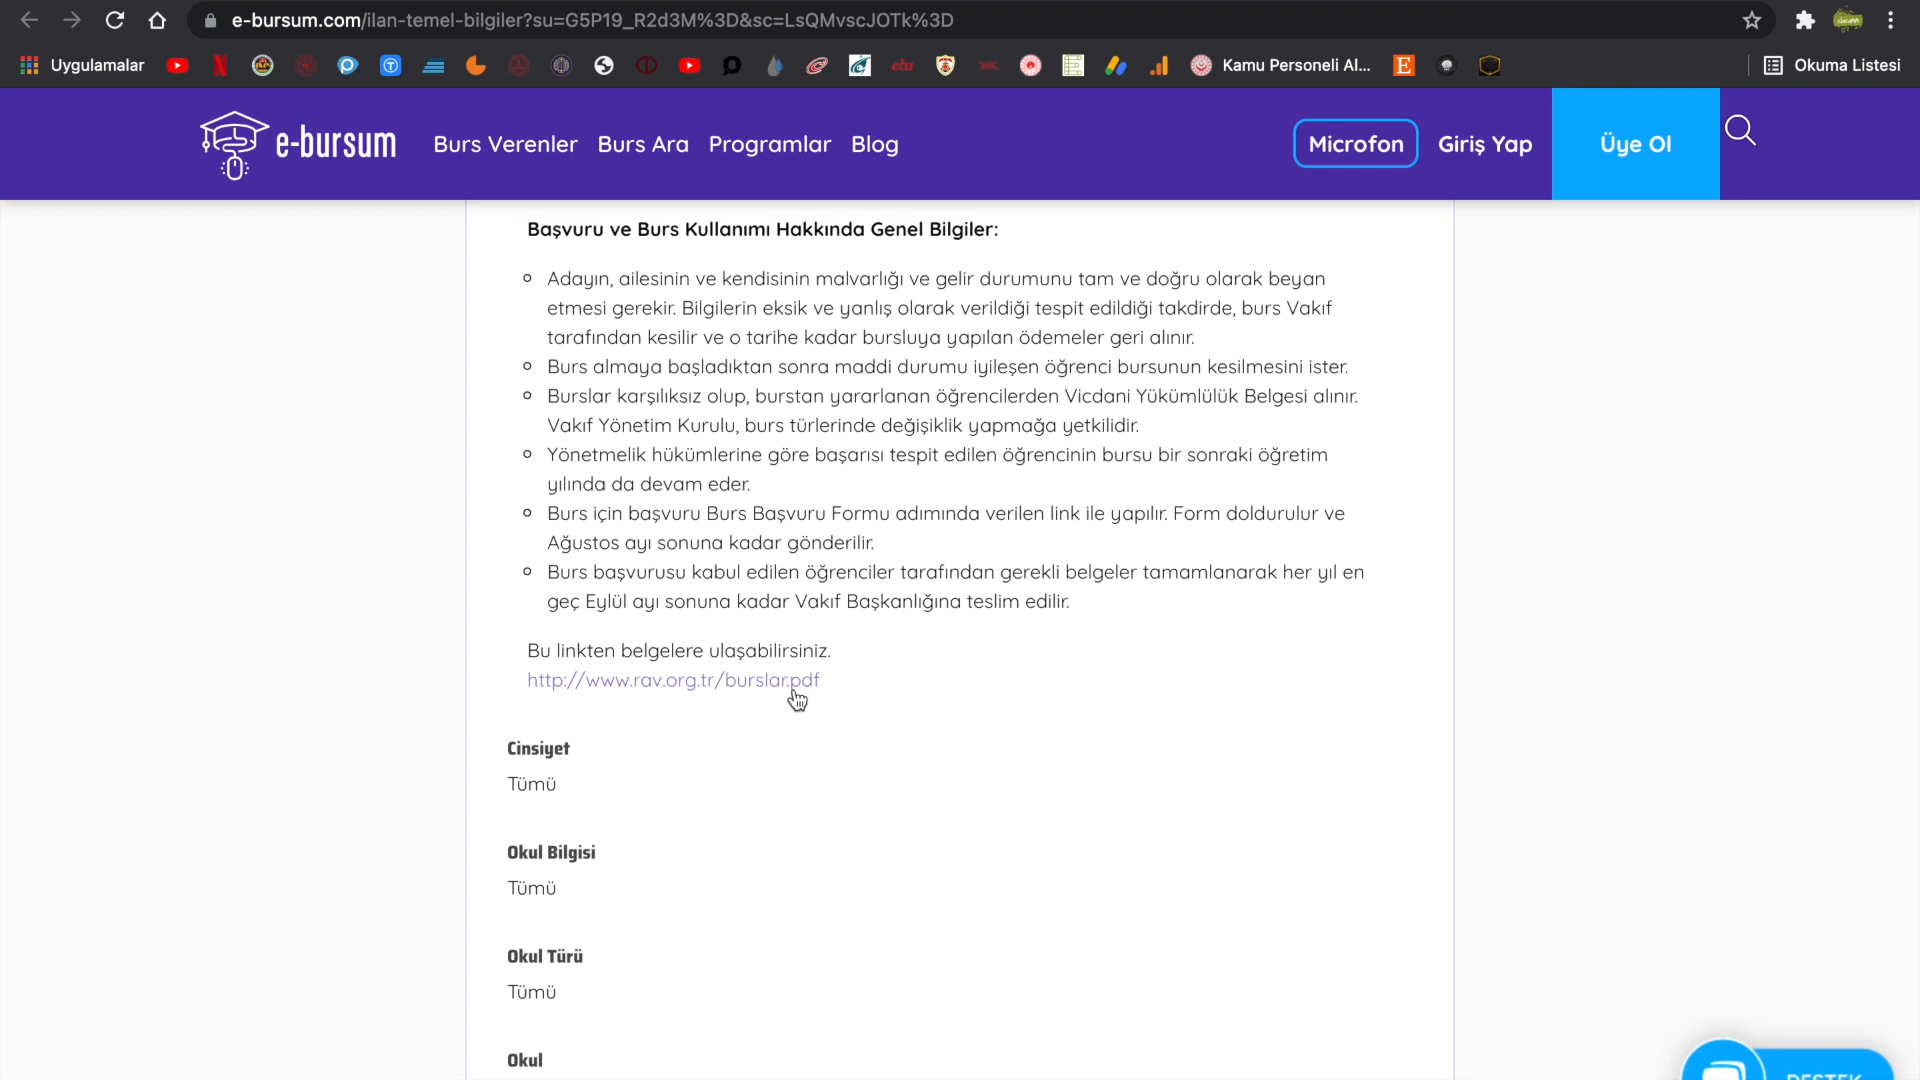 e-bursum.com/ilan-temel-bilgiler?su=G5P19_R2d3M%3D&sc=LsQMvscJOTk%3D
Uygulamalar
Kamu Personeli Al...
Okuma Listesi
e-bursum
Burs Verenler
Burs Ara
Programlar
Blog
Microfon
Giriş Yap
Üye Ol
Başvuru ve Burs Kullanımı Hakkında Genel Bilgiler:
Adayın, ailesinin ve kendisinin malvarlığı ve gelir durumunu tam ve doğru olarak beyan
etmesi gerekir. Bilgilerin eksik ve yanlış olarak verildiği tespit edildiği takdirde, burs Vakıf
tarafından kesilir ve o tarihe kadar bursluya yapılan ödemeler geri alınır.
Burs almaya başladıktan sonra maddi durumu iyileşen öğrenci bursunun kesilmesini ister.
Burslar karşılıksız olup, burstan yararlanan öğrencilerden Vicdani Yükümlülük Belgesi alınır.
Vakıf Yönetim Kurulu, burs türlerinde değişiklik yapmağa yetkilidir.
Yönetmelik hükümlerine göre başarısı tespit edilen öğrencinin bursu bir sonraki öğretim
yılında da devam eder.
Burs için başvuru Burs Başvuru Formu adımında verilen link ile yapılır. Form doldurulur ve
Ağustos ayı sonuna kadar gönderilir.
Burs başvurusu kabul edilen öğrenciler tarafından gerekli belgeler tamamlanarak her yıl en
geç Eylül ayı sonuna kadar Vakıf Başkanlığına teslim edilir.
Bu linkten belgelere ulaşabilirsiniz.
http://www.rav.org.tr/burslar.pdf
Cinsiyet
Tümü
Okul Bilgisi
Tümü
Okul Türü
Tümü
Okul
DESTEK